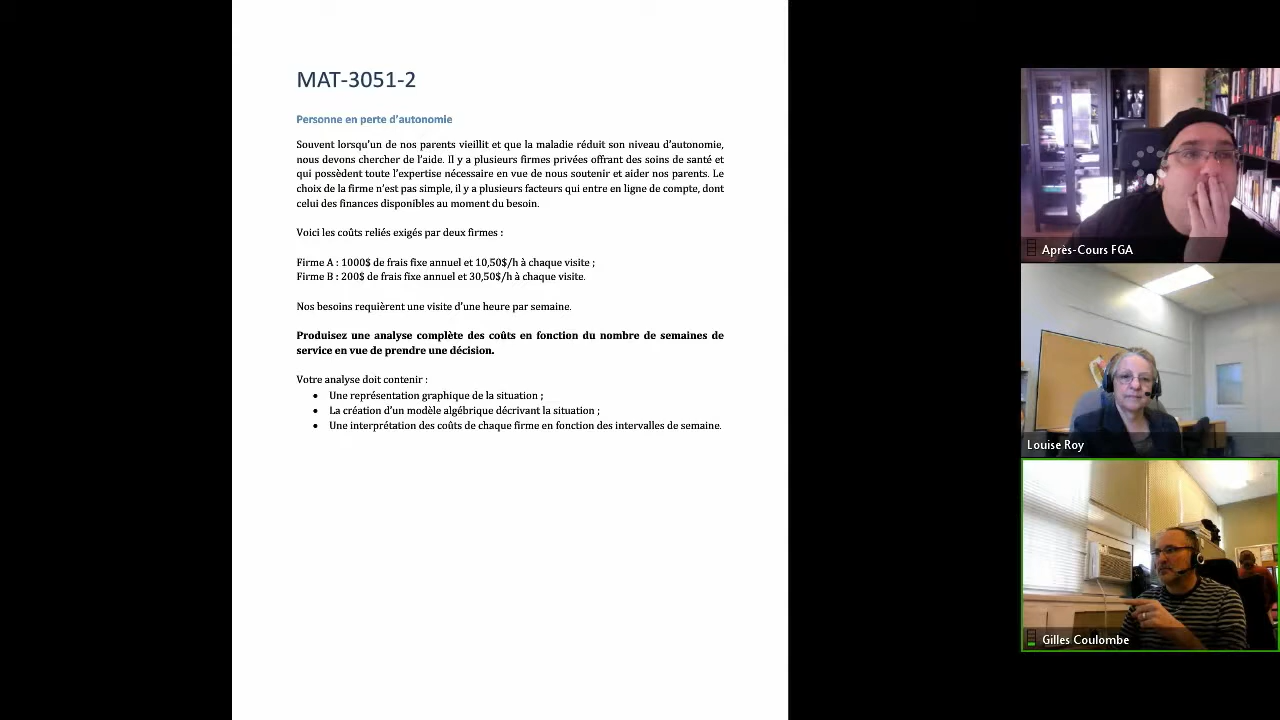 MAT-3051-2
Personne en perte d'autonomie
Souvent lorsqu'un de nos parents vieillit et que la maladie réduit son niveau d'autonomie,
nous devons chercher de l'aide. Il y a plusieurs firmes privées offrant des soins de santé et
qui possèdent toute l'expertise nécessaire en vue de nous soutenir et aider nos parents. Le
choix de la firme n'est pas simple, il y a plusieurs facteurs qui entre en ligne de compte, dont
celui des finances disponibles au moment du besoin.
Voici les coûts reliés exigés par deux firmes :
Firme A : 1000$ de frais fixe annuel et 10,50$/h à chaque visite ;
Firme B : 200$ de frais fixe annuel et 30,50$/h à chaque visite.
Nos besoins requièrent une visite d'une heure par semaine.
Produisez une analyse complète des coûts en fonction du nombre de semaines de
service en vue de prendre une décision.
Votre analyse doit contenir :
• Une représentation graphique de la situation ;
• La création d'un modèle algébrique décrivant la situation ;
• Une interprétation des coûts de chaque firme en fonction des intervalles de semaine.
Après-Cours FGA
Louise Roy
Gilles Coulombe